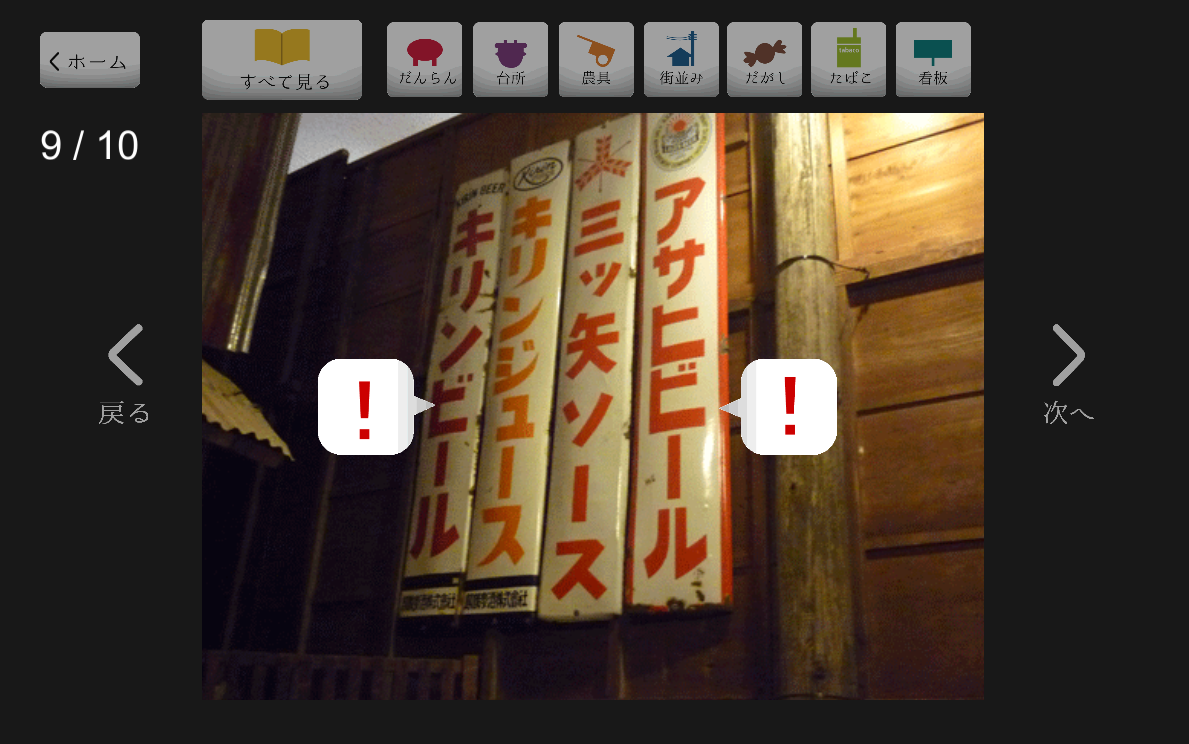 ホーム
すべて見る
だんらん
台所
農具
街並み
だがし
tabaco
たばこ
看板
9 / 10
KIRIN BEER
キリンビール
Kirin
キリンジュース
三ツ矢ソース
アサヒビール
!
!
戻る
次へ